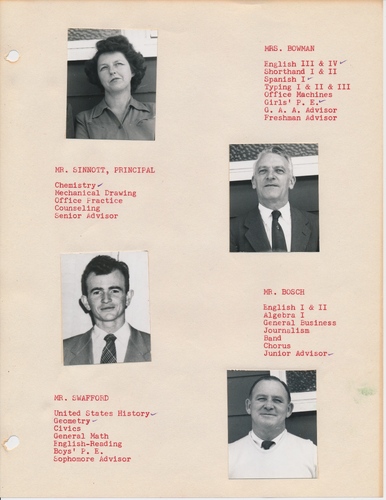 MRS. BOWMAN
English III & IV ✓
Shorthand I & II
Spanish I ✓
Typing I & II & III
Office Machines
Girls' P. E. ✓
G. A. A. Advisor
Freshman Advisor
MR. SINNOTT, PRINCIPAL
Chemistry ✓
Mechanical Drawing
Office Practice
Counseling
Senior Advisor
MR. BOSCH
English I & II
Algebra I
General Business
Journalism
Band
Chorus
Junior Advisor ✓
MR. SWAFFORD
United States History ✓
Geometry ✓
Civics
General Math
English-Reading
Boys' P. E.
Sophomore Advisor